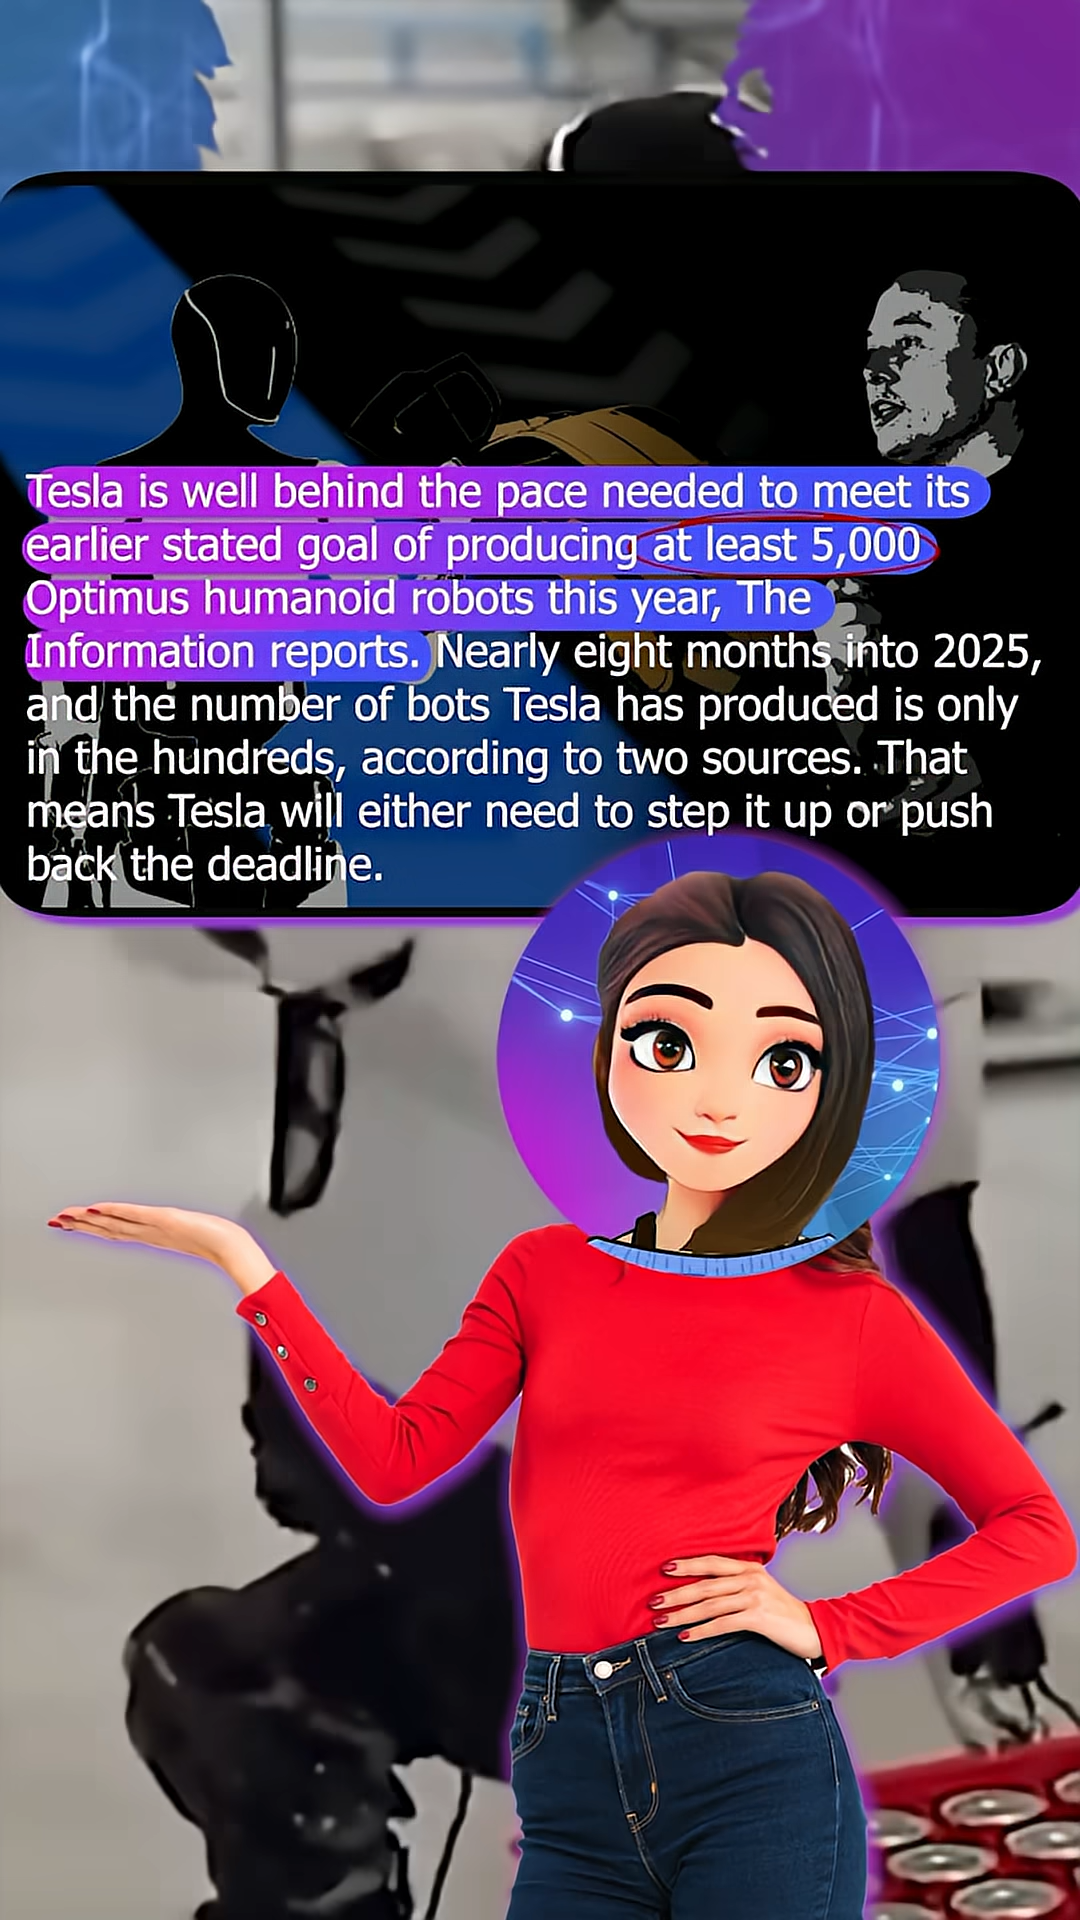 Tesla is well behind the pace needed to meet its
earlier stated goal of producing at least 5,000
Optimus humanoid robots this year, The
Information reports. Nearly eight months into 2025,
and the number of bots Tesla has produced is only
in the hundreds, according to two sources. That
means Tesla will either need to step it up or push
back the deadline.